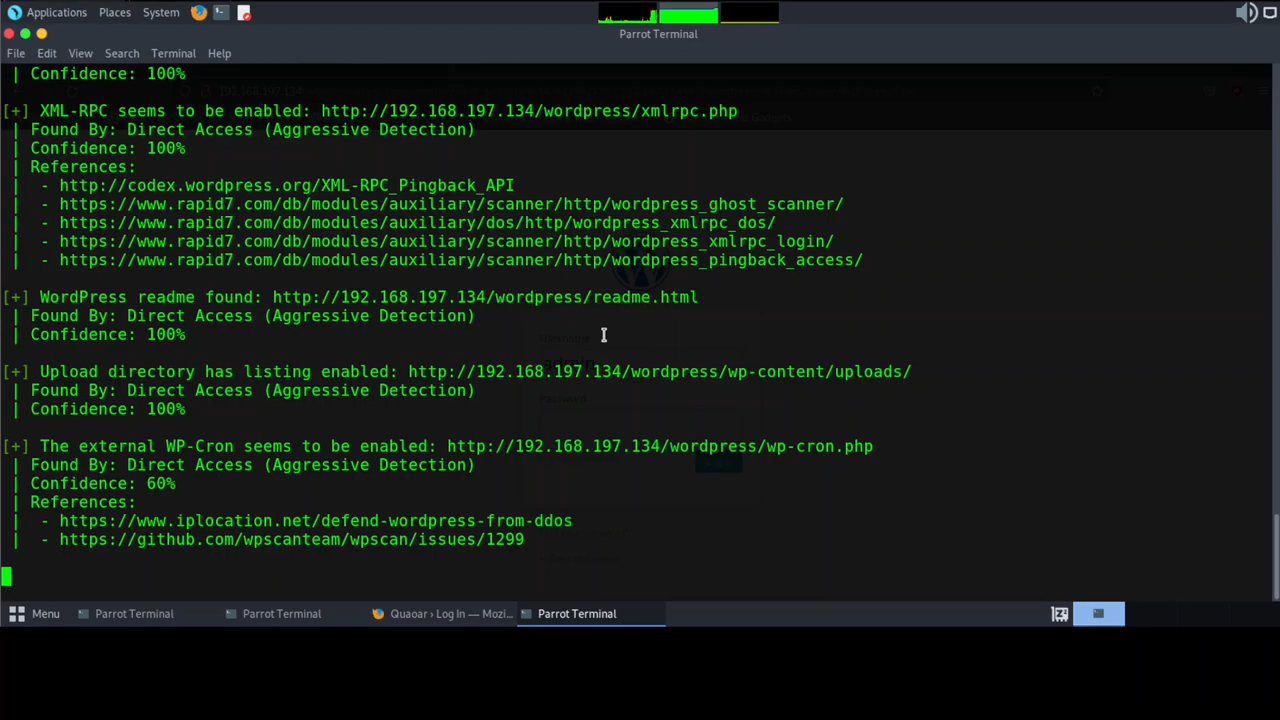 Applications Places System
Parrot Terminal
File Edit View Search Terminal Help
| Confidence: 100%
192.168.197.134
[+] XML-RPC seems to be enabled: http://192.168.197.134/wordpress/xmlrpc.php
| Found By: Direct Access (Aggressive Detection)
| Confidence: 100%
| References:
|  - http://codex.wordpress.org/XML-RPC_Pingback_API
|  - https://www.rapid7.com/db/modules/auxiliary/scanner/http/wordpress_ghost_scanner/
|  - https://www.rapid7.com/db/modules/auxiliary/dos/http/wordpress_xmlrpc_dos/
|  - https://www.rapid7.com/db/modules/auxiliary/scanner/http/wordpress_xmlrpc_login/
|  - https://www.rapid7.com/db/modules/auxiliary/scanner/http/wordpress_pingback_access/
[+] WordPress readme found: http://192.168.197.134/wordpress/readme.html
| Found By: Direct Access (Aggressive Detection)
| Confidence: 100%
admin
[+] Upload directory has listing enabled: http://192.168.197.134/wordpress/wp-content/uploads/
| Found By: Direct Access (Aggressive Detection)
Password
| Confidence: 100%
[+] The external WP-Cron seems to be enabled: http://192.168.197.134/wordpress/wp-cron.php
| Found By: Direct Access (Aggressive Detection)
| Confidence: 60%
| References:
|  - https://www.iplocation.net/defend-wordpress-from-ddos
|  - https://github.com/wpscanteam/wpscan/issues/1299
Menu Parrot Terminal Parrot Terminal Quaoar › Log In — Mozi... Parrot Terminal